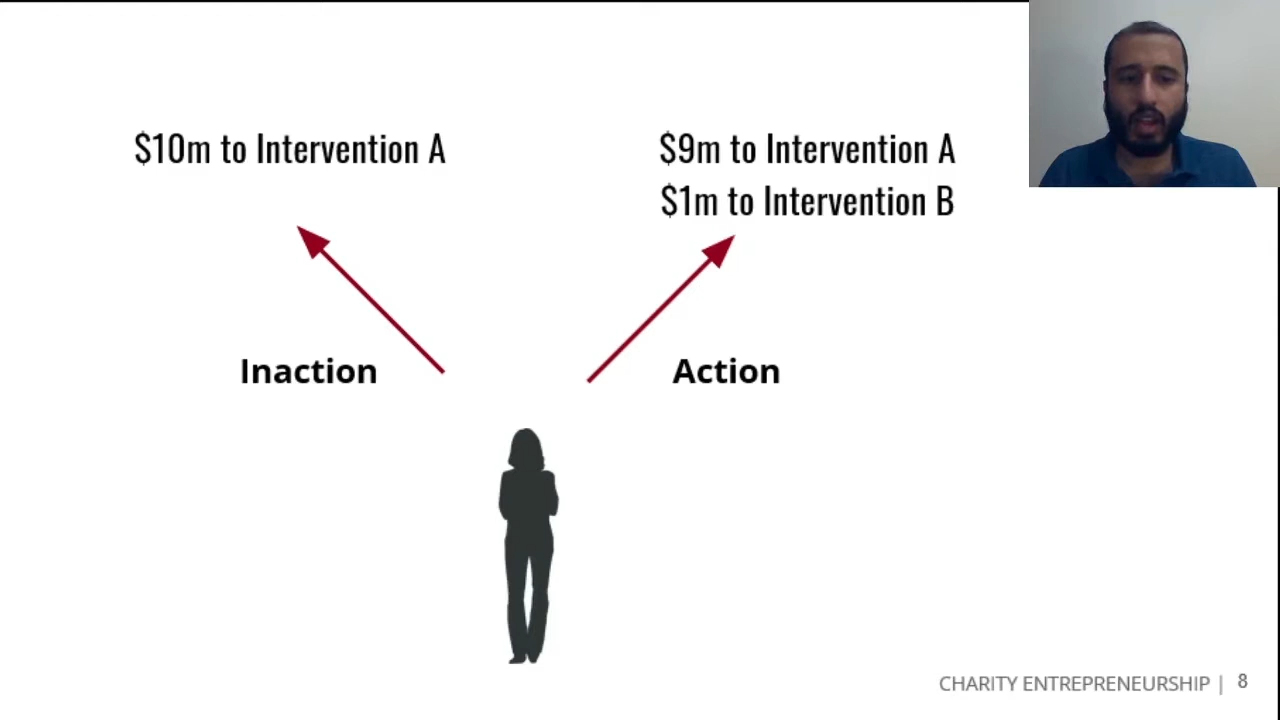 $10m to Intervention A
$9m to Intervention A
$1m to Intervention B
Inaction
Action
CHARITY ENTREPRENEURSHIP | 8